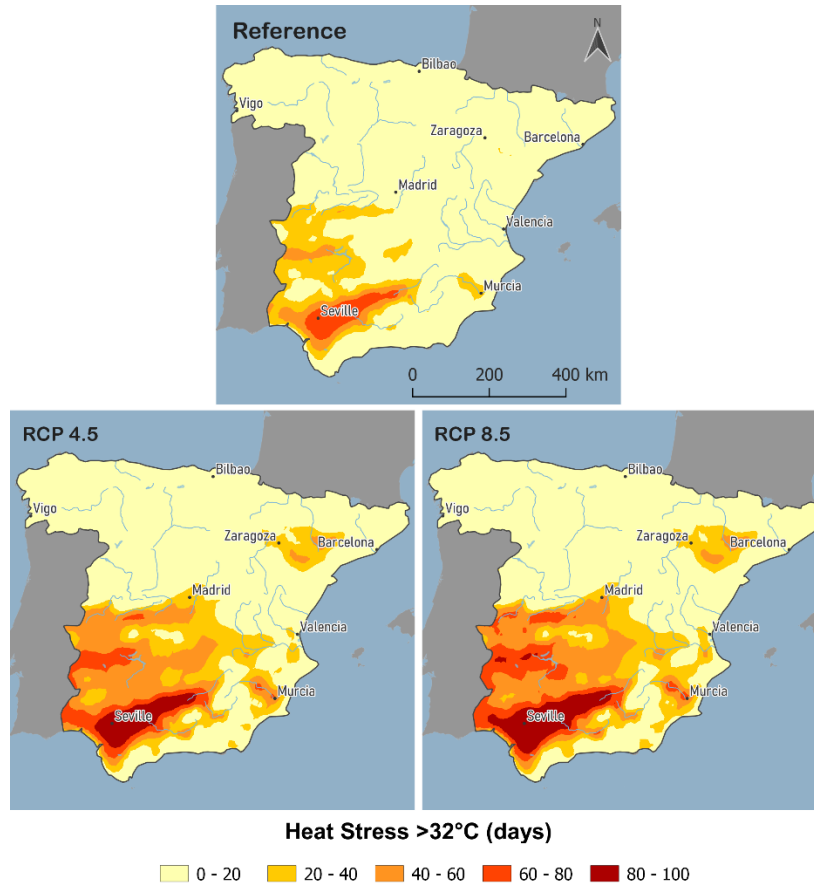 Reference
N
Bilbao
Vigo
Zaragoza
Barcelona
Madrid
Valencia
Murcia
Seville
0 200 400 km
RCP 4.5
Bilbao
Vigo
Zaragoza
Barcelona
Madrid
Valencia
Murcia
Seville
RCP 8.5
Bilbao
Vigo
Zaragoza
Barcelona
Madrid
Valencia
Murcia
Seville
Heat Stress >32°C (days)
0 - 20 20 - 40 40 - 60 60 - 80 80 - 100